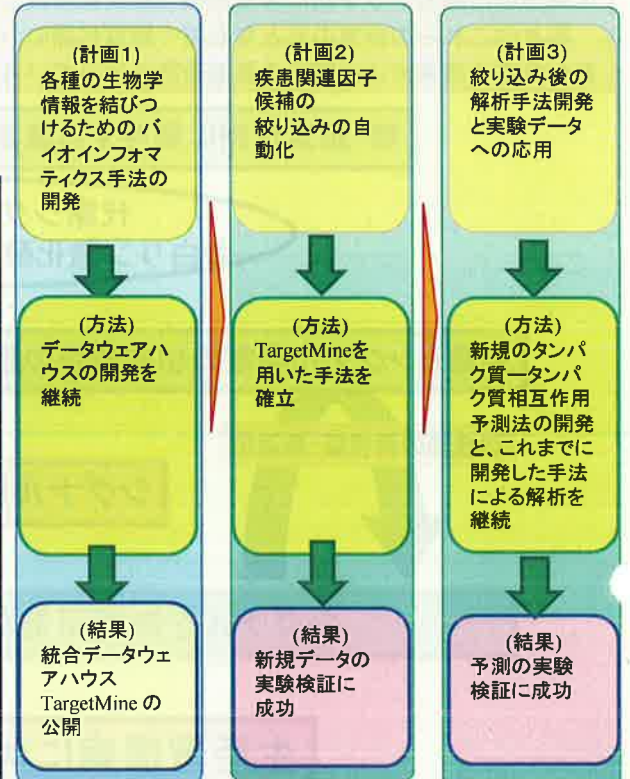 (計画1)
各種の生物学
情報を結びつ
けるための バ
イオインフォマ
ティクス手法の
開発
(方法)
データウェアハ
ウスの開発を
継続
(結果)
統合データウェ
アハウス
TargetMine の
公開
(計画2)
疾患関連因子
候補の
絞り込みの自
動化
(方法)
TargetMineを
用いた手法を
確立
(結果)
新規データの
実験検証に
成功
(計画3)
絞り込み後の
解析手法開発
と実験データ
への応用
(方法)
新規のタンパ
ク質ータンパ
ク質相互作用
予測法の開発
と、これまでに
開発した手法
による解析を
継続
(結果)
予測の実験
検証に成功